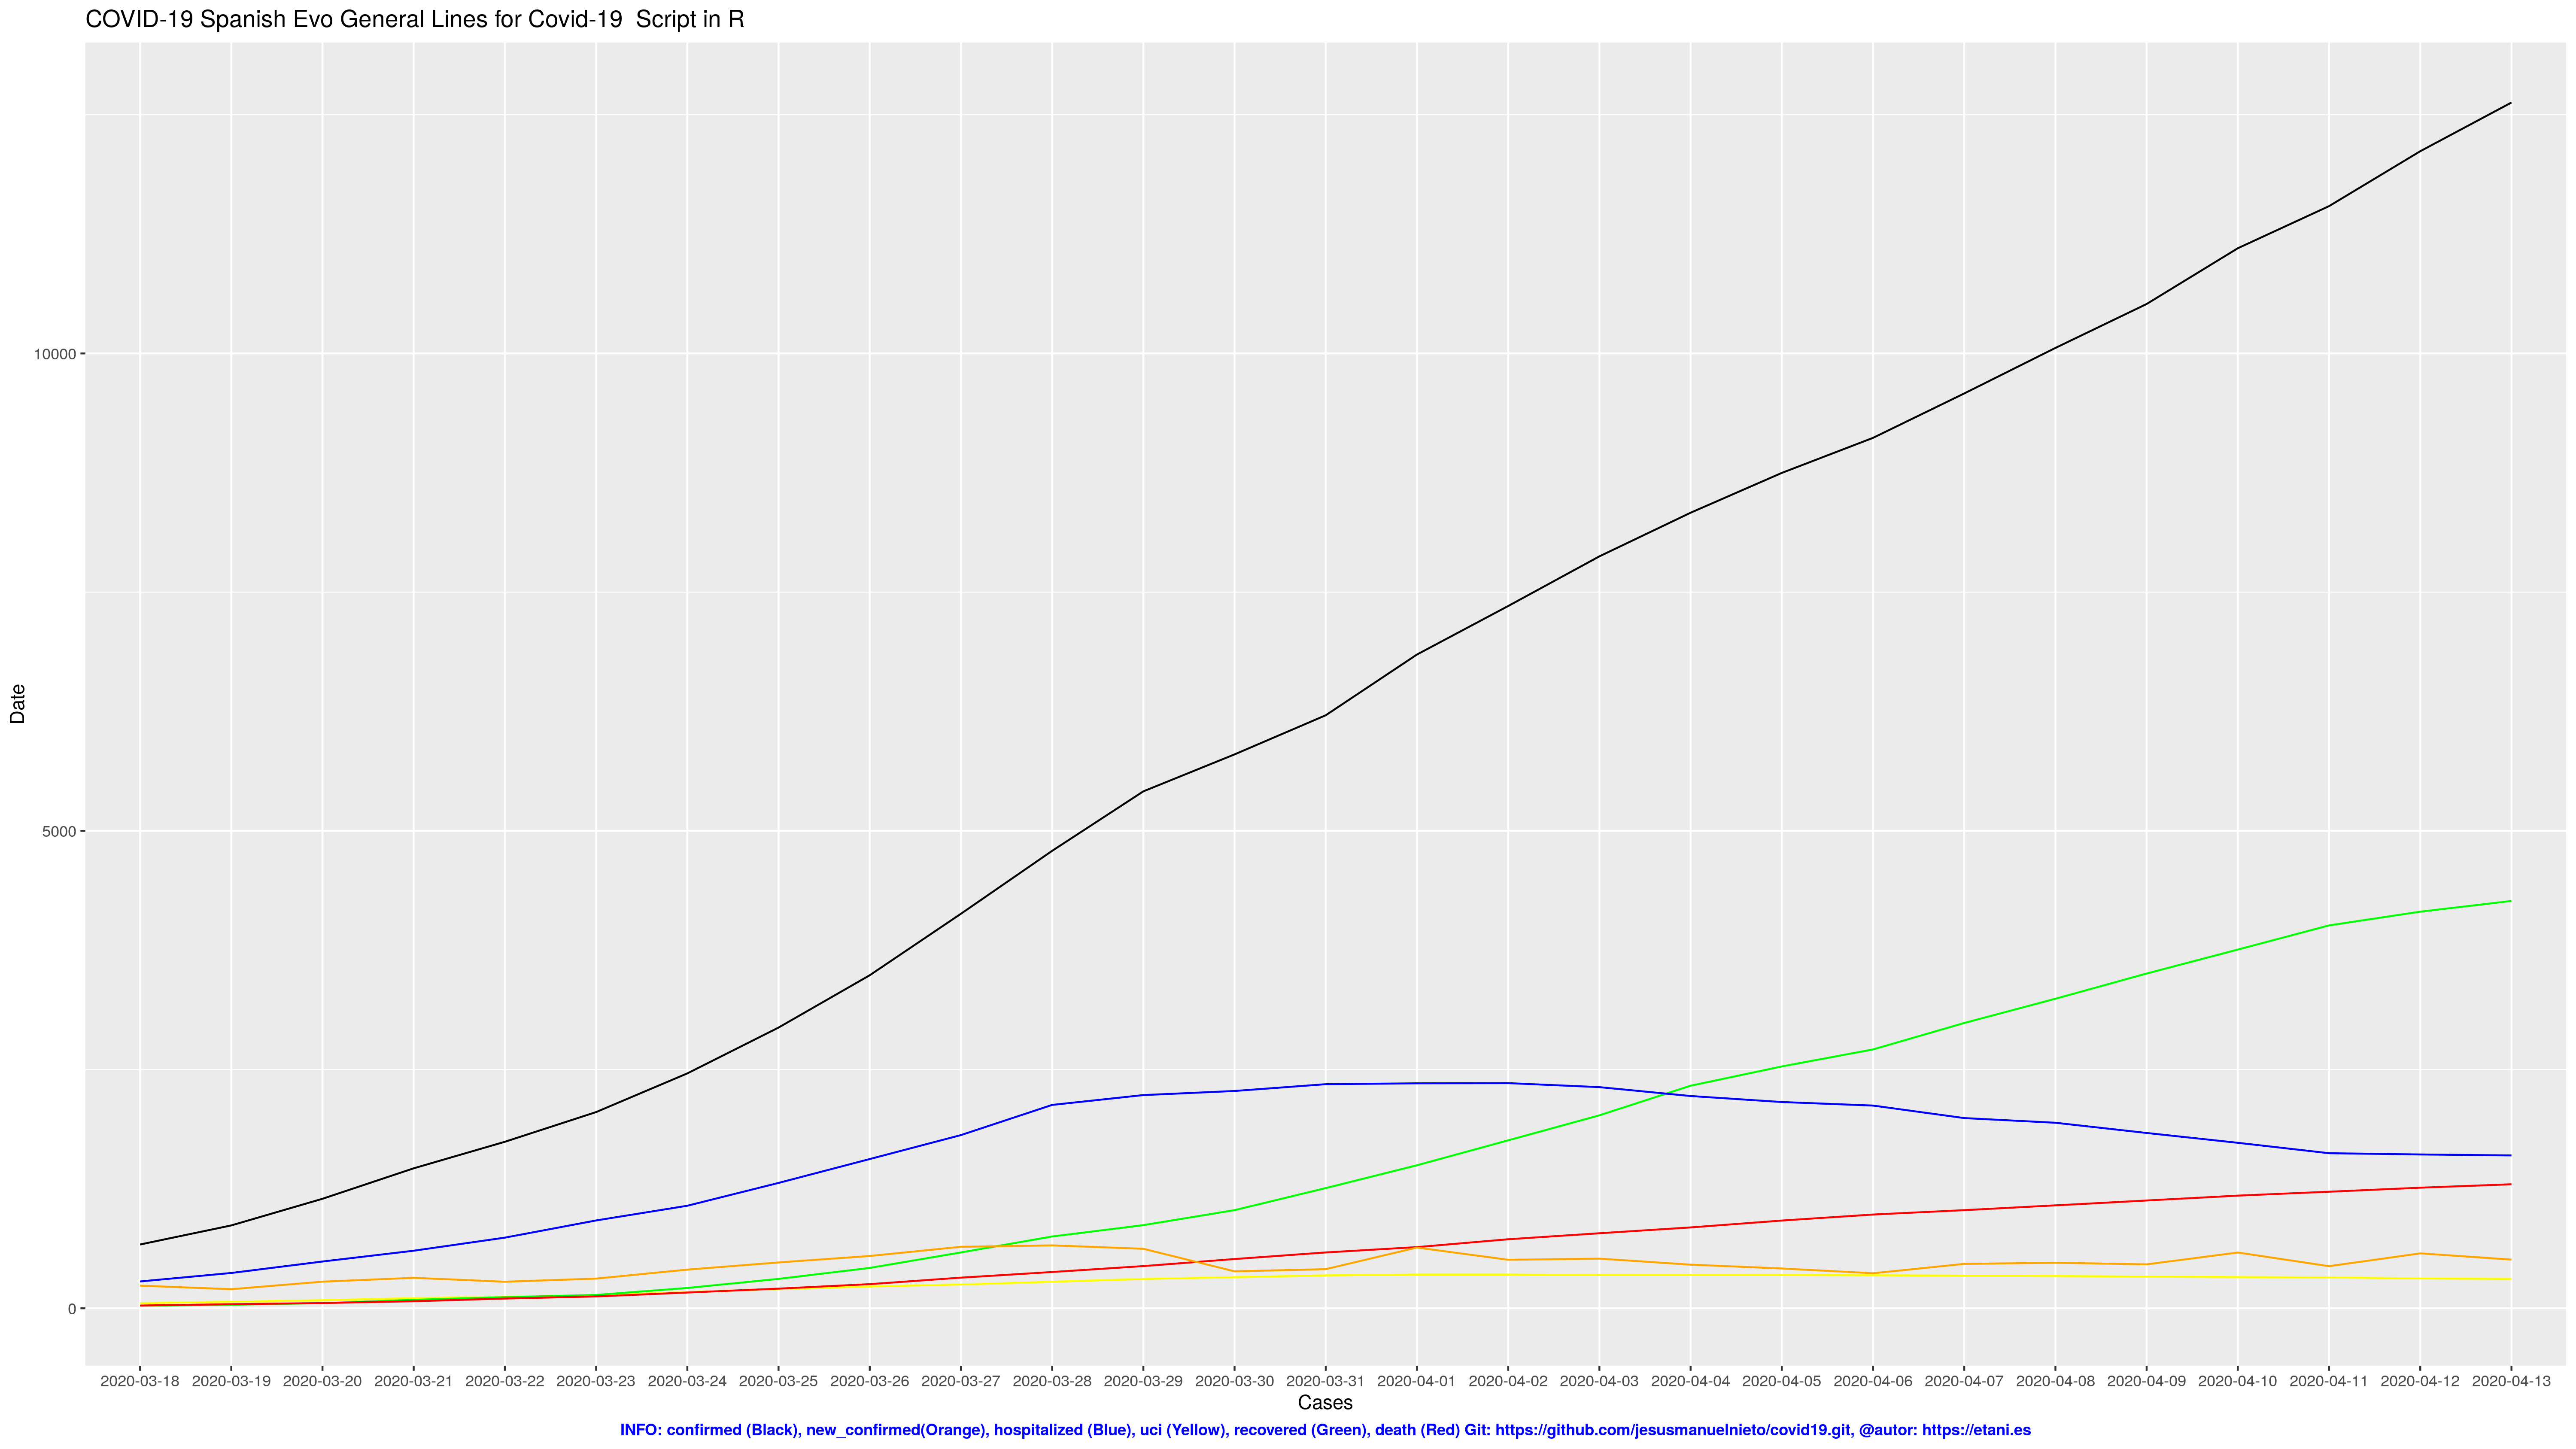 COVID-19 Spanish Evo General Lines for Covid-19  Script in R
Date
10000
5000
0
2020-03-18 2020-03-19 2020-03-20 2020-03-21 2020-03-22 2020-03-23 2020-03-24 2020-03-25 2020-03-26 2020-03-27 2020-03-28 2020-03-29 2020-03-30 2020-03-31 2020-04-01 2020-04-02 2020-04-03 2020-04-04 2020-04-05 2020-04-06 2020-04-07 2020-04-08 2020-04-09 2020-04-10 2020-04-11 2020-04-12 2020-04-13
Cases
INFO: confirmed (Black), new_confirmed(Orange), hospitalized (Blue), uci (Yellow), recovered (Green), death (Red) Git: https://github.com/jesusmanuelnieto/covid19.git, @autor: https://etani.es